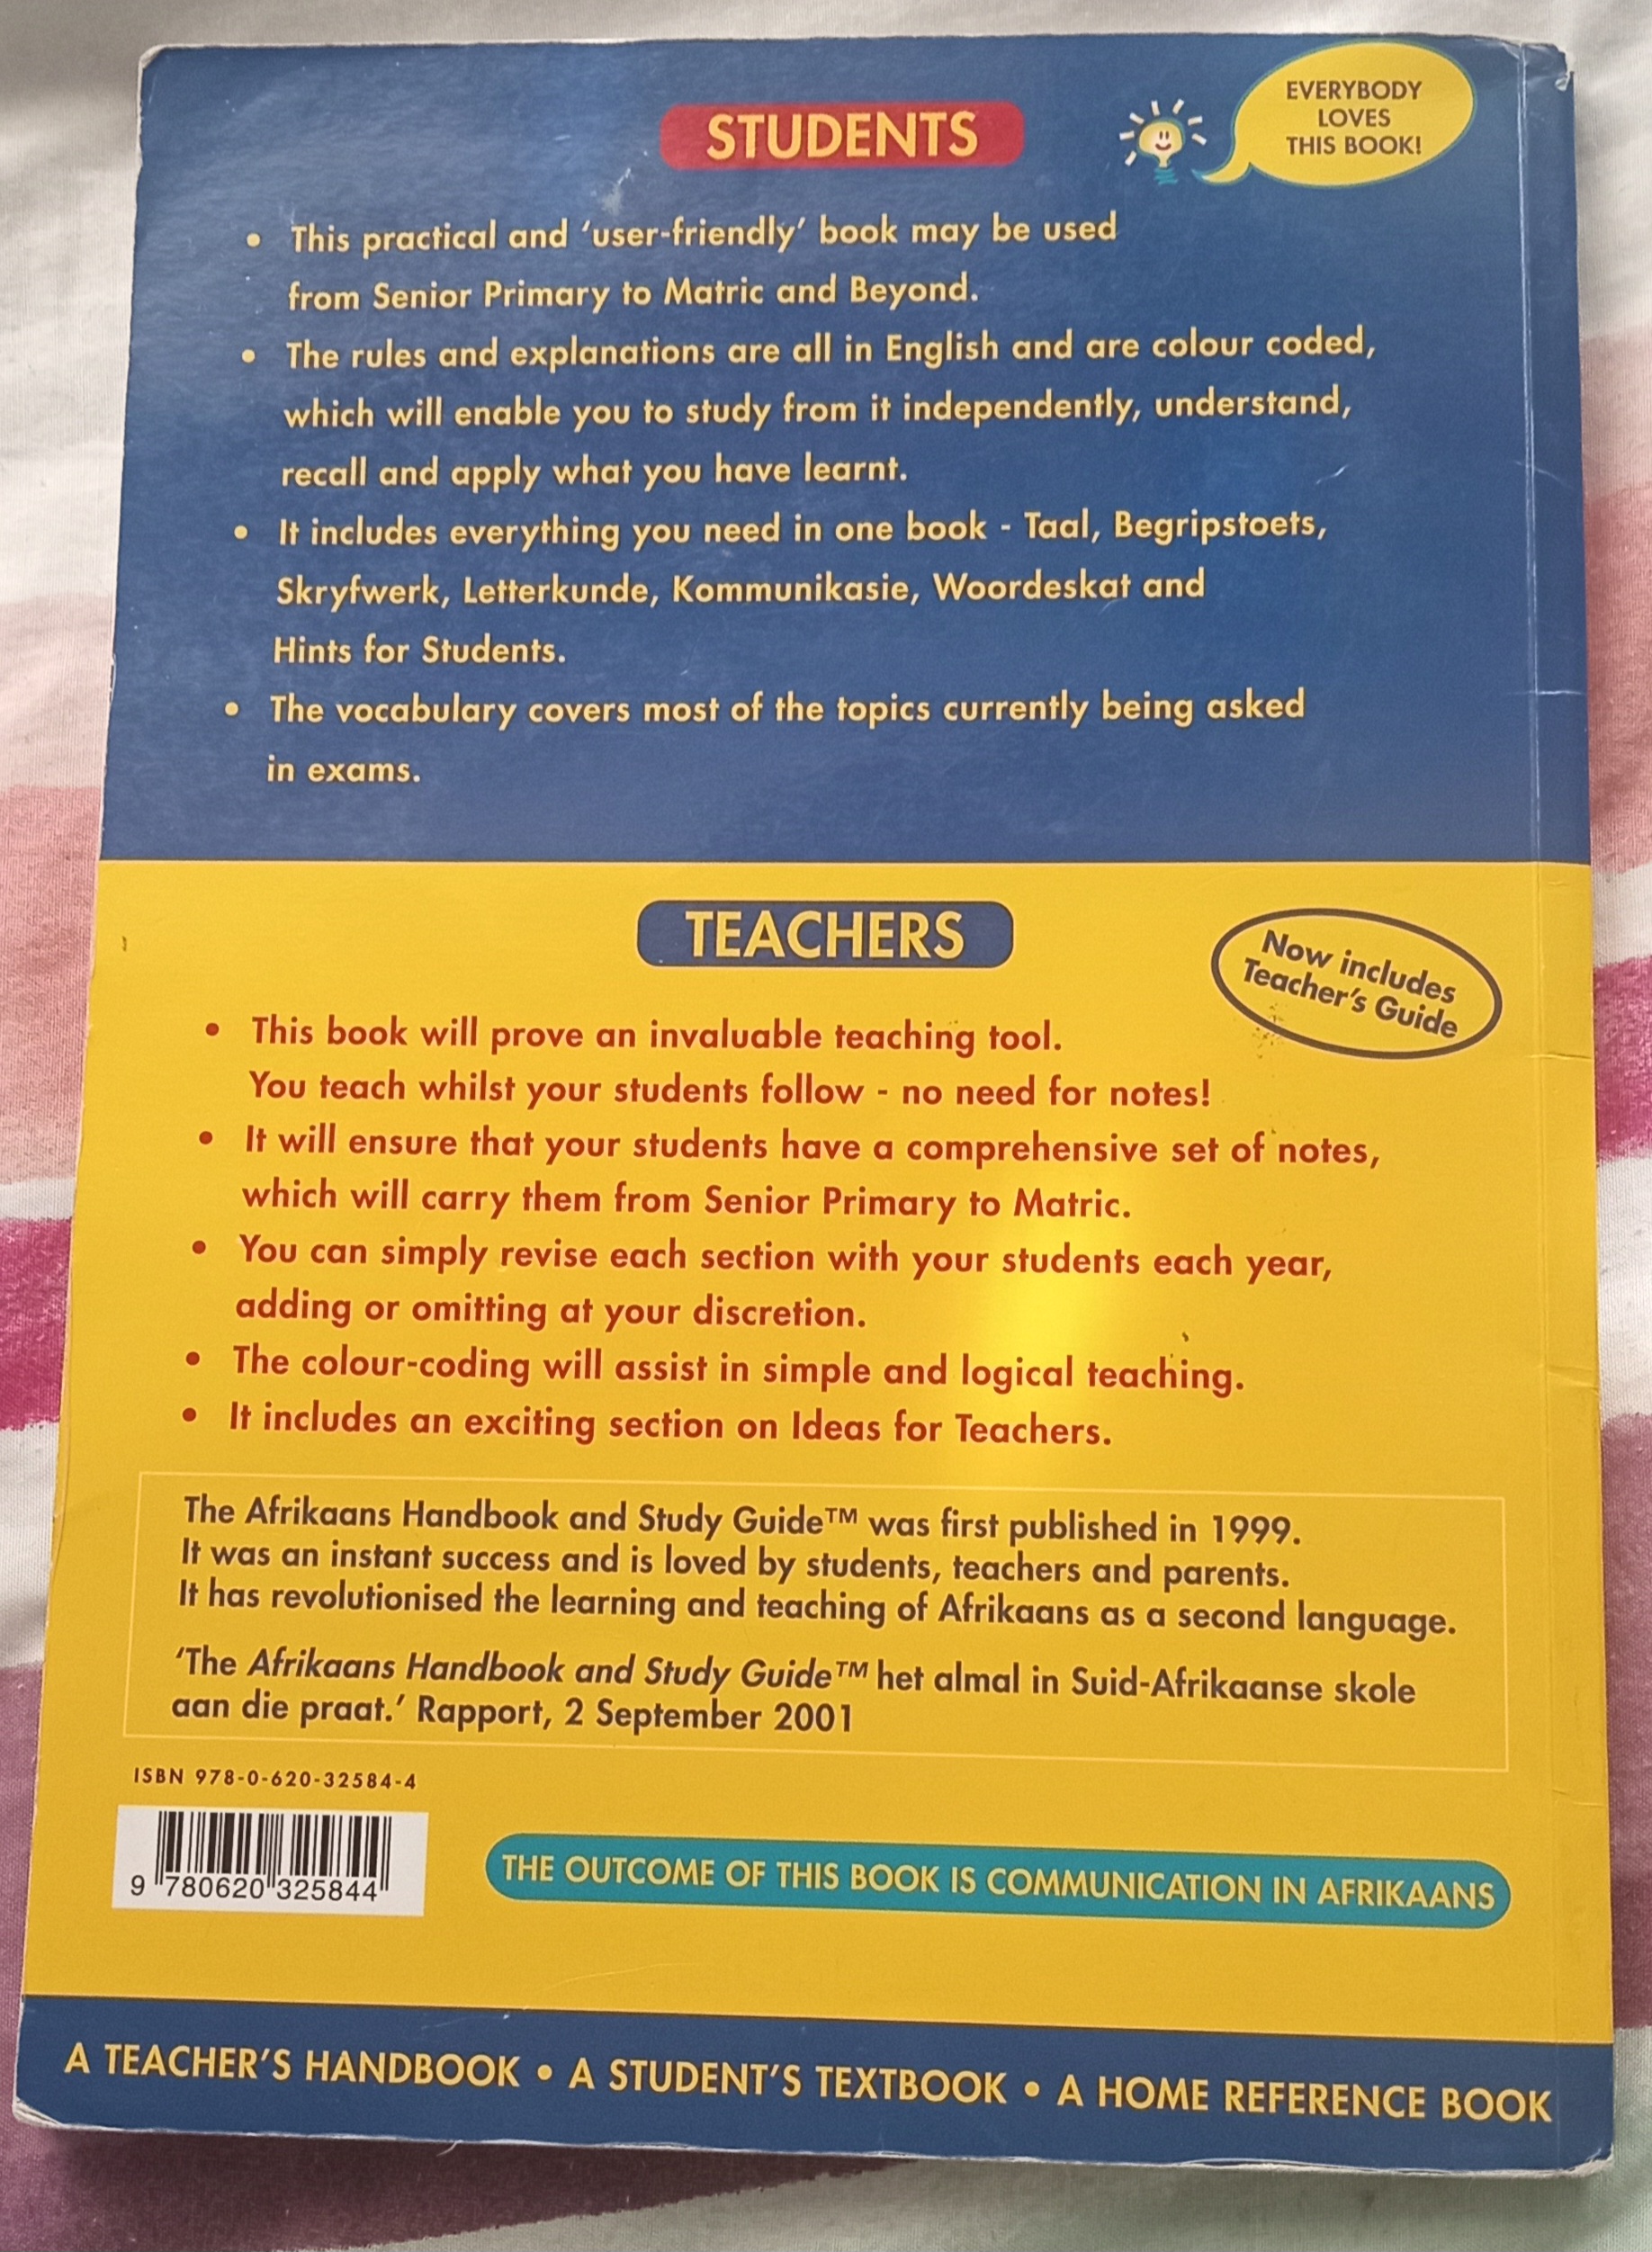 STUDENTS
EVERYBODY
LOVES
THIS BOOK!
• This practical and ‘user-friendly’ book may be used
from Senior Primary to Matric and Beyond.
• The rules and explanations are all in English and are colour coded,
which will enable you to study from it independently, understand,
recall and apply what you have learnt.
• It includes everything you need in one book - Taal, Begripstoets,
Skryfwerk, Letterkunde, Kommunikasie, Woordeskat and
Hints for Students.
• The vocabulary covers most of the topics currently being asked
in exams.
TEACHERS
Now includes
Teacher’s Guide
• This book will prove an invaluable teaching tool.
You teach whilst your students follow - no need for notes!
• It will ensure that your students have a comprehensive set of notes,
which will carry them from Senior Primary to Matric.
• You can simply revise each section with your students each year,
adding or omitting at your discretion.
• The colour-coding will assist in simple and logical teaching.
• It includes an exciting section on Ideas for Teachers.
The Afrikaans Handbook and Study Guide™ was first published in 1999.
It was an instant success and is loved by students, teachers and parents.
It has revolutionised the learning and teaching of Afrikaans as a second language.
‘The Afrikaans Handbook and Study Guide™ het almal in Suid-Afrikaanse skole
aan die praat.’ Rapport, 2 September 2001
ISBN 978-0-620-32584-4
9 780620 325844
THE OUTCOME OF THIS BOOK IS COMMUNICATION IN AFRIKAANS
A TEACHER’S HANDBOOK • A STUDENT’S TEXTBOOK • A HOME REFERENCE BOOK